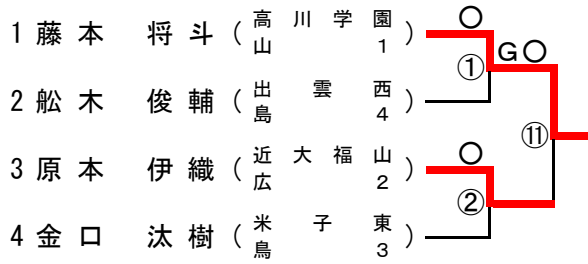 1 藤本 将斗 (高川学園 山 1) 〇
① G〇
2 舩木 俊輔 (出雲西 島 4)
⑪
3 原本 伊織 (近大福山 広 2) 〇
②
4 金口 汰樹 (米子東 鳥 3)